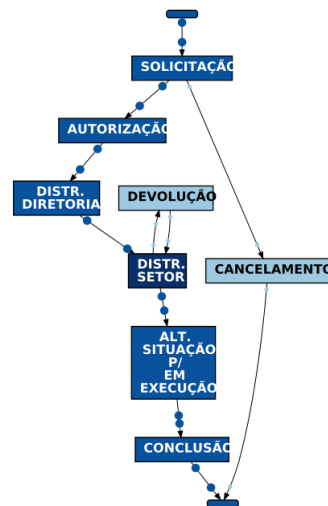 SOLICITAÇÃO
AUTORIZAÇÃO
DISTR.
DIRETORIA
DEVOLUÇÃO
DISTR.
SETOR
CANCELAMENTO
ALT.
SITUAÇÃO
P/
EM
EXECUÇÃO
CONCLUSÃO